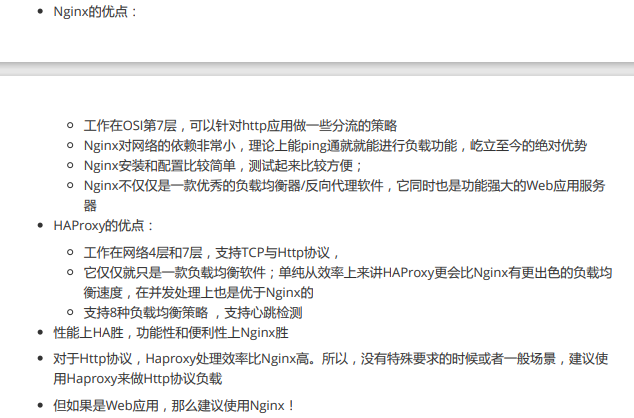 Nginx的优点：
工作在OSI第7层，可以针对http应用做一些分流的策略
Nginx对网络的依赖非常小，理论上能ping通就就能进行负载功能，屹立至今的绝对优势
Nginx安装和配置比较简单，测试起来比较方便；
Nginx不仅仅是一款优秀的负载均衡器/反向代理软件，它同时也是功能强大的Web应用服务
器
HAProxy的优点：
工作在网络4层和7层，支持TCP与Http协议，
它仅仅就只是一款负载均衡软件；单纯从效率上来讲HAProxy更会比Nginx有更出色的负载均
衡速度，在并发处理上也是优于Nginx的
支持8种负载均衡策略 ，支持心跳检测
性能上HA胜，功能性和便利性上Nginx胜
对于Http协议，Haproxy处理效率比Nginx高。所以，没有特殊要求的时候或者一般场景，建议使
用Haproxy来做Http协议负载
但如果是Web应用，那么建议使用Nginx！